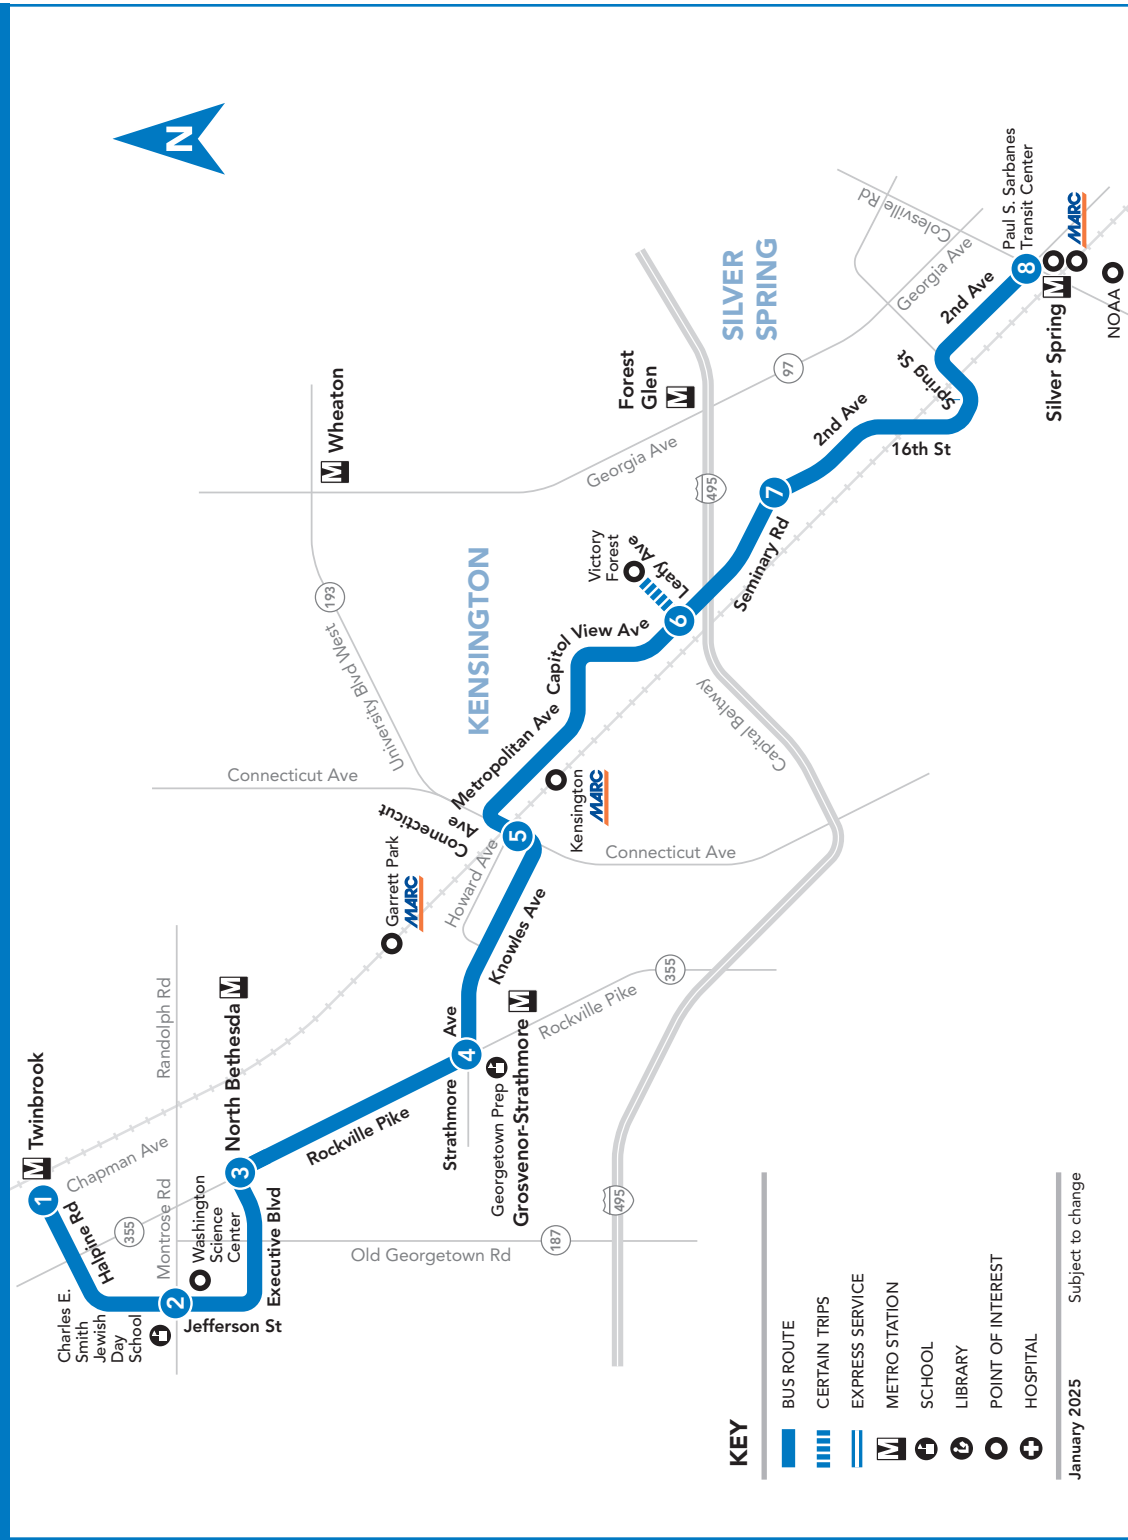 N
1
M Twinbrook
Halpine Rd
Chapman Ave
355
Charles E.
Smith
Jewish
Day
School
2
Montrose Rd
Randolph Rd
Washington
Science
Center
Jefferson St
Executive Blvd
3
North Bethesda M
Old Georgetown Rd
187
Rockville Pike
Strathmore
Ave
4
Georgetown Prep
Grosvenor-Strathmore M
Rockville Pike
355
495
Garrett Park
MARC
Knowles Ave
Howard Ave
5
Connecticut
Ave
Connecticut Ave
Connecticut Ave
Kensington
MARC
KENSINGTON
University Blvd West
193
M Wheaton
Metropolitan Ave
Capitol View Ave
6
Victory
Forest
Leafy Ave
Capital Beltway
495
Georgia Ave
Forest
Glen
M
97
SILVER
SPRING
Seminary Rd
7
2nd Ave
16th St
Spring St
2nd Ave
Georgia Ave
Colesville Rd
8
Paul S. Sarbanes
Transit Center
MARC
Silver Spring M
NOAA
KEY
BUS ROUTE
CERTAIN TRIPS
EXPRESS SERVICE
M METRO STATION
SCHOOL
LIBRARY
POINT OF INTEREST
HOSPITAL
January 2025
Subject to change